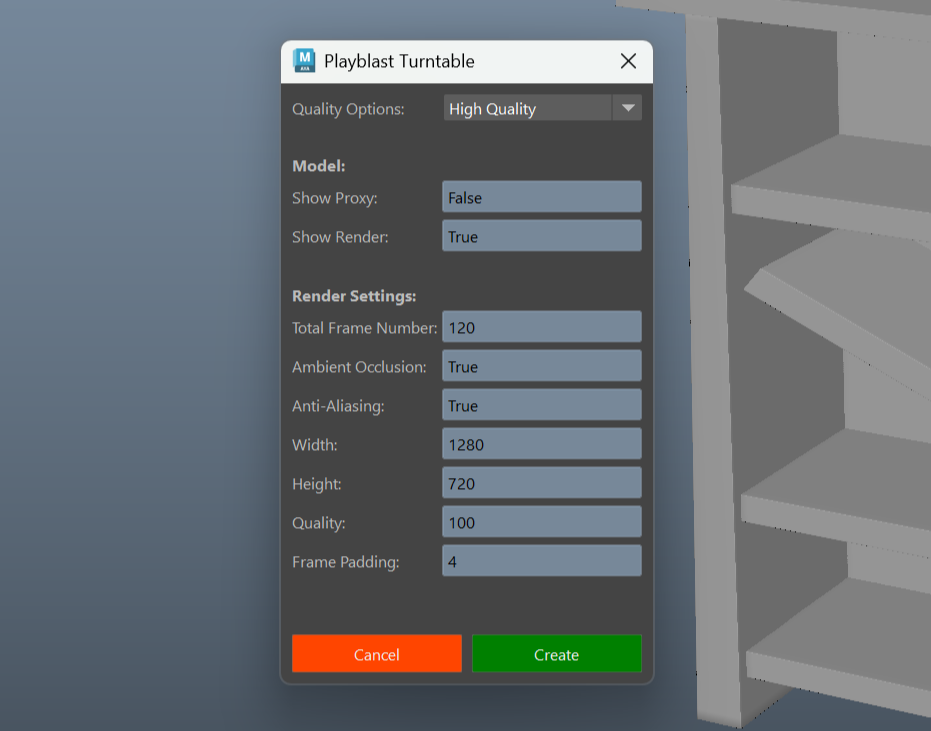 M
Playblast Turntable
Quality Options: High Quality
Model:
Show Proxy: False
Show Render: True
Render Settings:
Total Frame Number: 120
Ambient Occlusion: True
Anti-Aliasing: True
Width: 1280
Height: 720
Quality: 100
Frame Padding: 4
Cancel Create